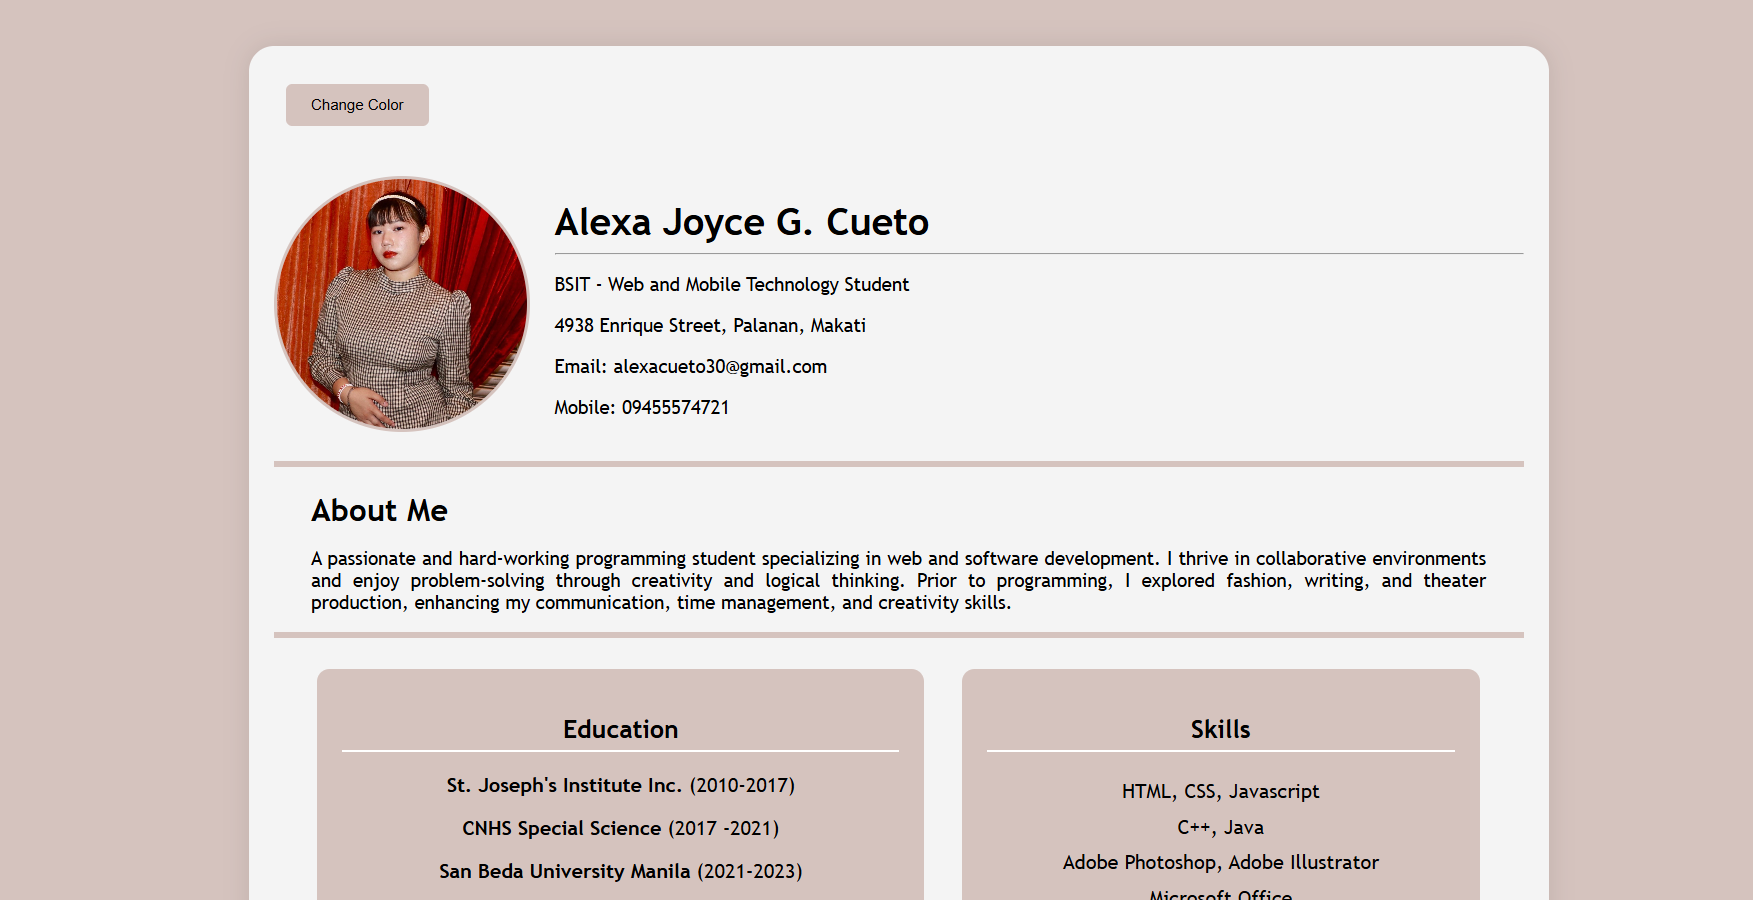 Change Color
Alexa Joyce G. Cueto
BSIT - Web and Mobile Technology Student
4938 Enrique Street, Palanan, Makati
Email: alexacueto30@gmail.com
Mobile: 09455574721
About Me
A passionate and hard-working programming student specializing in web and software development. I thrive in collaborative environments
and enjoy problem-solving through creativity and logical thinking. Prior to programming, I explored fashion, writing, and theater
production, enhancing my communication, time management, and creativity skills.
Education
St. Joseph's Institute Inc. (2010-2017)
CNHS Special Science (2017 -2021)
San Beda University Manila (2021-2023)
Skills
HTML, CSS, Javascript
C++, Java
Adobe Photoshop, Adobe Illustrator
Microsoft Office